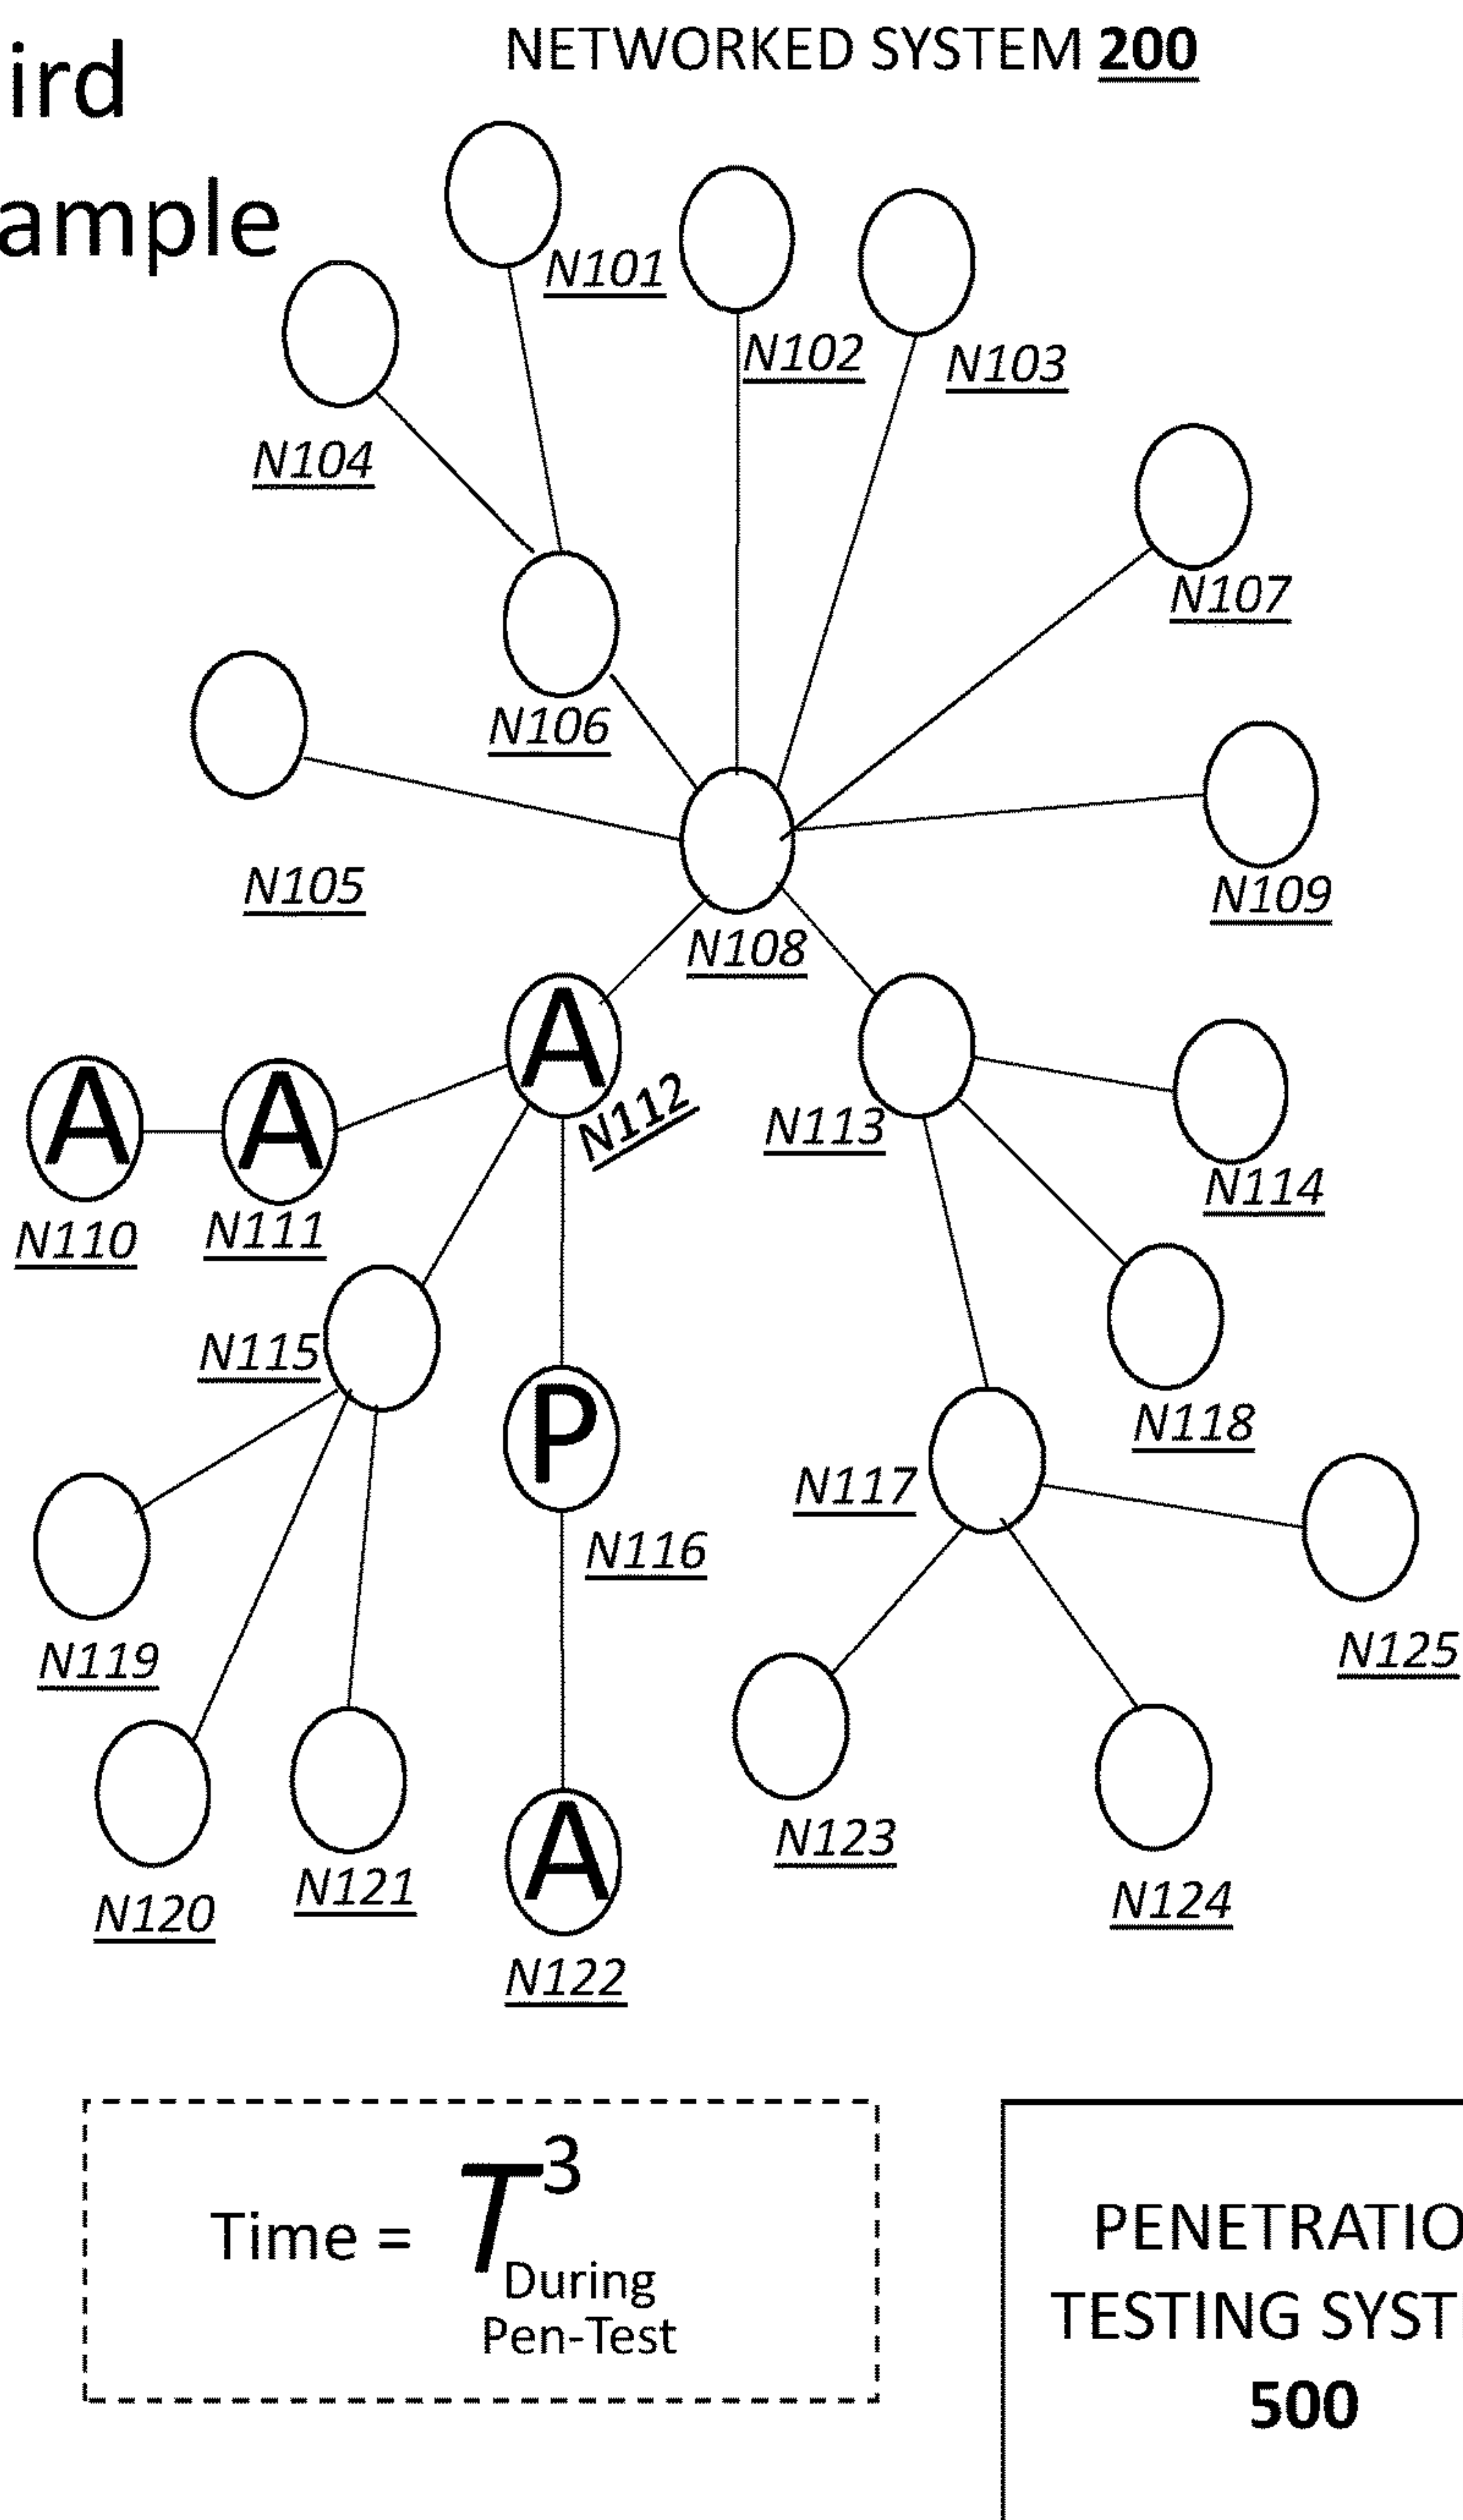 ird
ample
NETWORKED SYSTEM 200
N101
N102
N103
N104
N107
N106
N105
N109
N108
A
A
A
N112
N113
N114
N110
N111
N115
N118
P
N117
N116
N119
N125
N123
N121
N124
N120
A
N122
Time = T3
During
Pen-Test
PENETRATIO
TESTING SYST
500